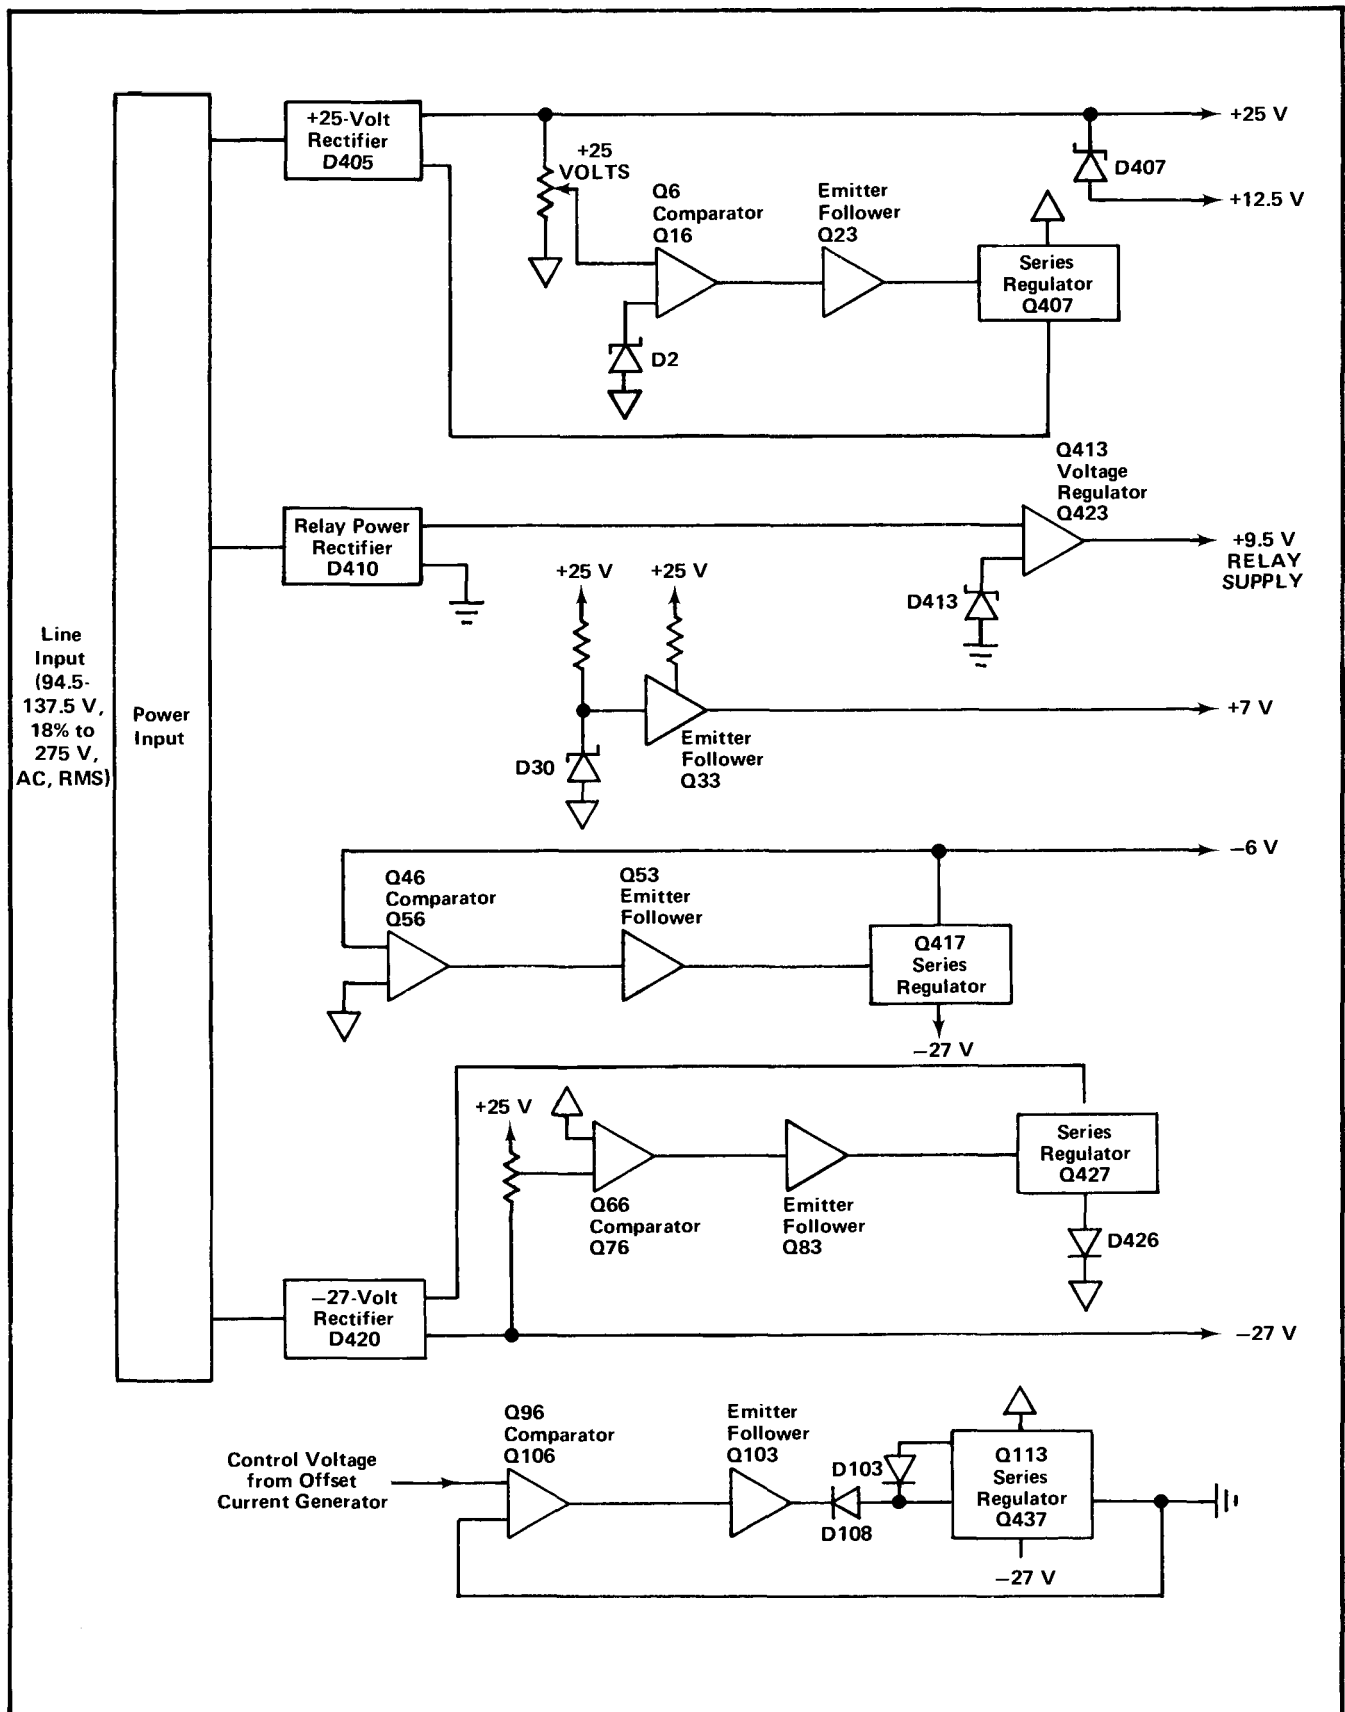 +25-Volt
Rectifier
D405
+25
VOLTS
Q6
Comparator
Q16
Emitter
Follower
Q23
D2
Series
Regulator
Q407
D407
+25 V
+12.5 V
Relay Power
Rectifier
D410
Q413
Voltage
Regulator
Q423
D413
+9.5 V
RELAY
SUPPLY
+25 V
+25 V
D30
Emitter
Follower
Q33
+7 V
Line
Input
(94.5-
137.5 V,
18% to
275 V,
AC, RMS)
Power
Input
Q46
Comparator
Q56
Q53
Emitter
Follower
Q417
Series
Regulator
−27 V
−6 V
+25 V
Q66
Comparator
Q76
Emitter
Follower
Q83
Series
Regulator
Q427
D426
−27-Volt
Rectifier
D420
−27 V
Control Voltage
from Offset
Current Generator
Q96
Comparator
Q106
Emitter
Follower
Q103
D108
D103
Q113
Series
Regulator
Q437
−27 V